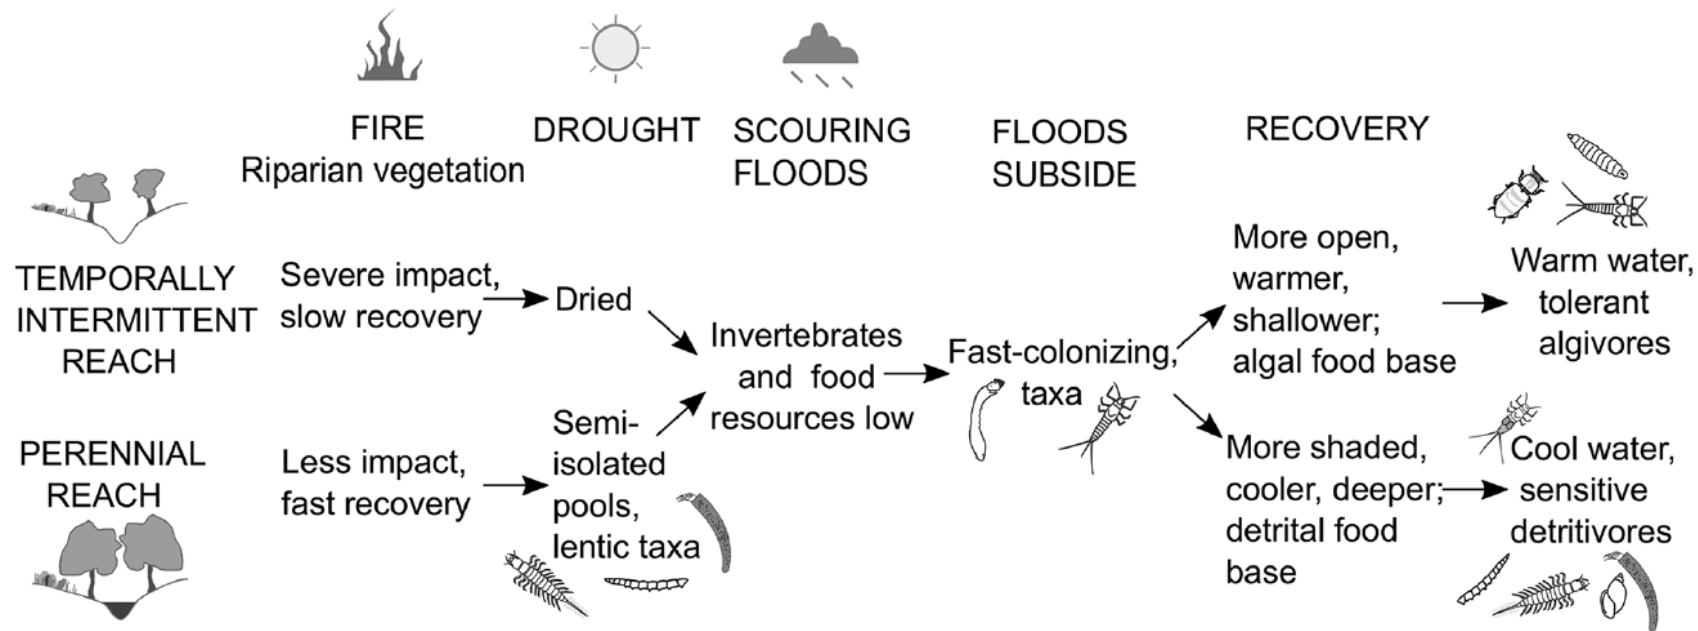 FIRE
Riparian vegetation
DROUGHT
SCOURING
FLOODS
FLOODS
SUBSIDE
RECOVERY
TEMPORALLY
INTERMITTENT
REACH
Severe impact,
slow recovery
Dried
Invertebrates
and food
resources low
Fast-colonizing,
taxa
More open,
warmer,
shallower;
algal food base
Warm water,
tolerant
algivores
PERENNIAL
REACH
Less impact,
fast recovery
Semi-
isolated
pools,
lentic taxa
More shaded,
cooler, deeper;
detrital food
base
Cool water,
sensitive
detritivores